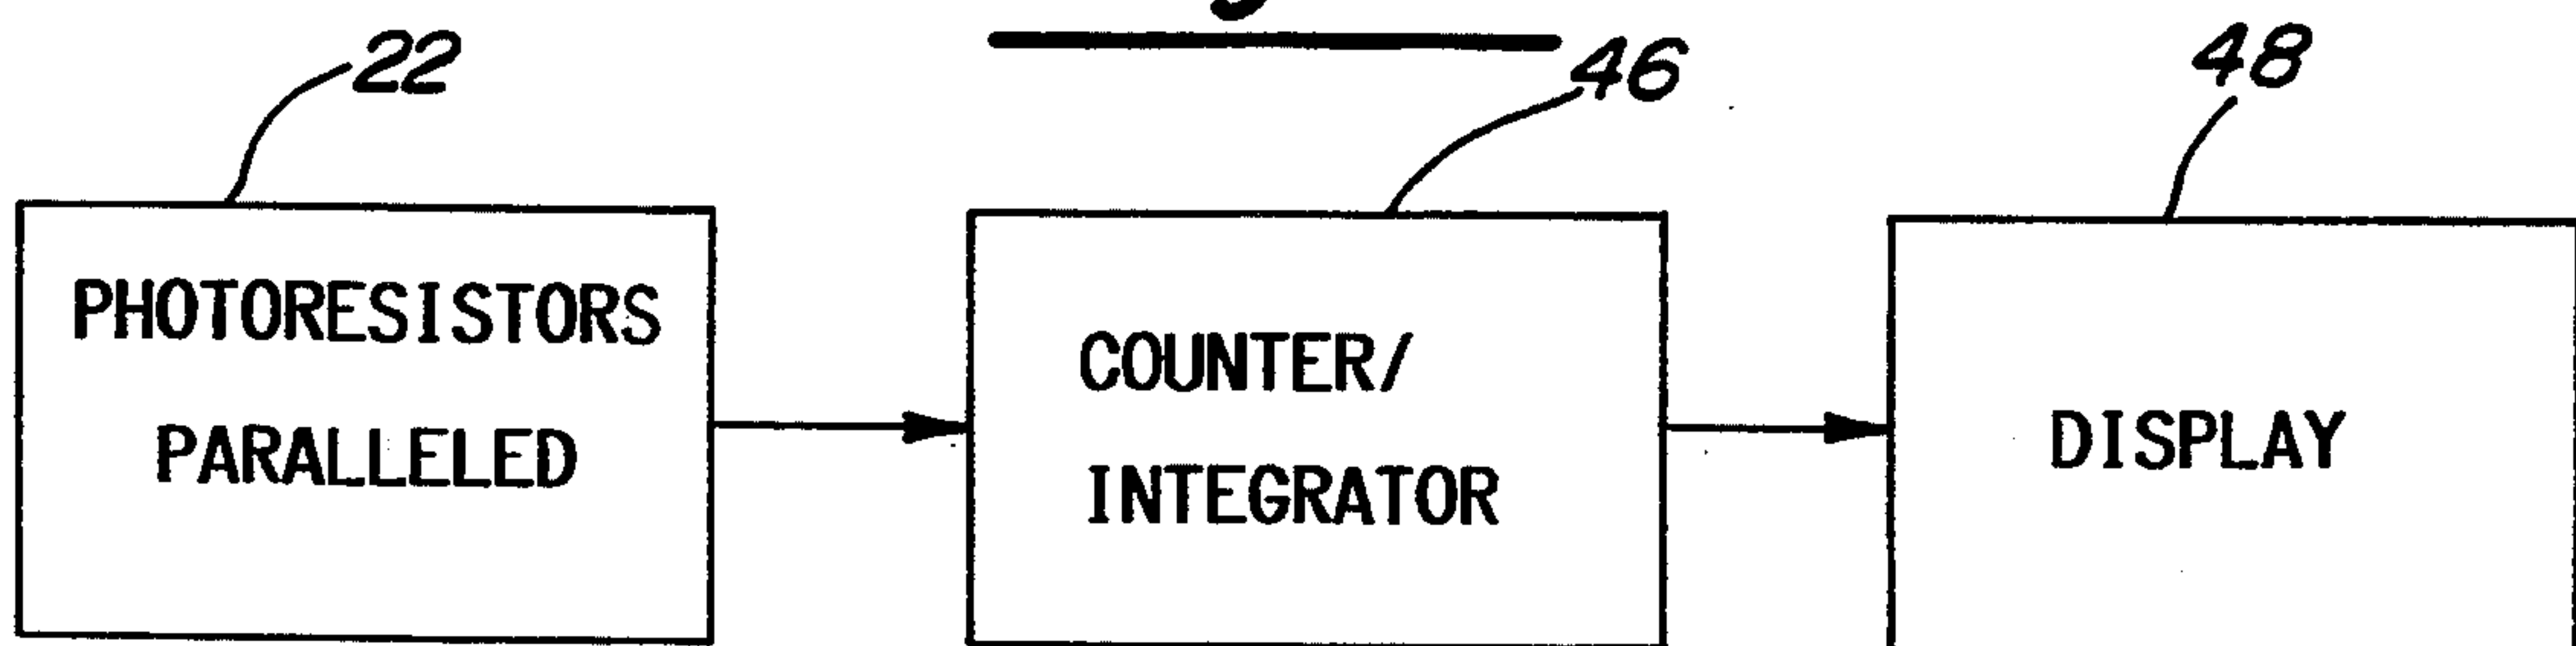 22
46
48
PHOTORESISTORS
PARALLELED
COUNTER/
INTEGRATOR
DISPLAY